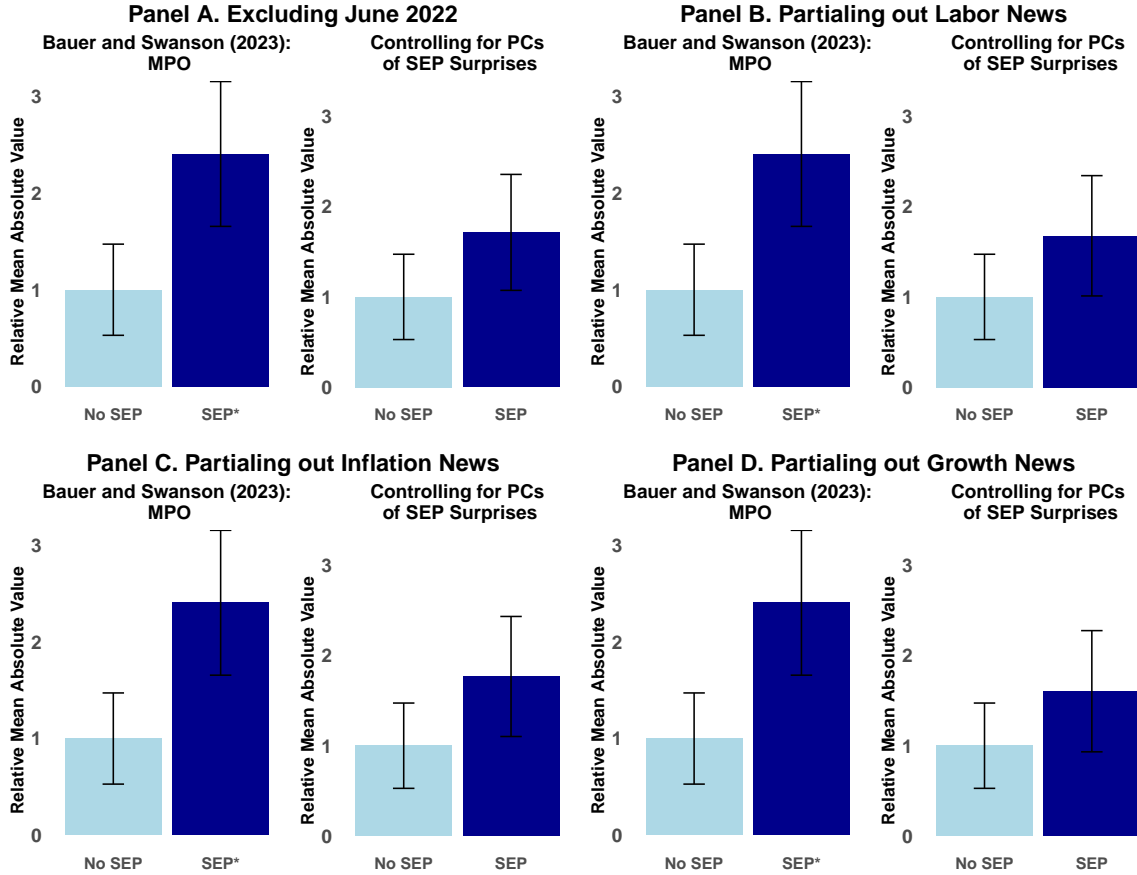 Panel A. Excluding June 2022
Bauer and Swanson (2023):
MPO
Relative Mean Absolute Value
3
2
1
0
No SEP
SEP*
Controlling for PCs
of SEP Surprises
Relative Mean Absolute Value
3
2
1
0
No SEP
SEP
Panel B. Partialing out Labor News
Bauer and Swanson (2023):
MPO
Relative Mean Absolute Value
3
2
1
0
No SEP
SEP*
Controlling for PCs
of SEP Surprises
Relative Mean Absolute Value
3
2
1
0
No SEP
SEP
Panel C. Partialing out Inflation News
Bauer and Swanson (2023):
MPO
Relative Mean Absolute Value
3
2
1
0
No SEP
SEP*
Controlling for PCs
of SEP Surprises
Relative Mean Absolute Value
3
2
1
0
No SEP
SEP
Panel D. Partialing out Growth News
Bauer and Swanson (2023):
MPO
Relative Mean Absolute Value
3
2
1
0
No SEP
SEP*
Controlling for PCs
of SEP Surprises
Relative Mean Absolute Value
3
2
1
0
No SEP
SEP